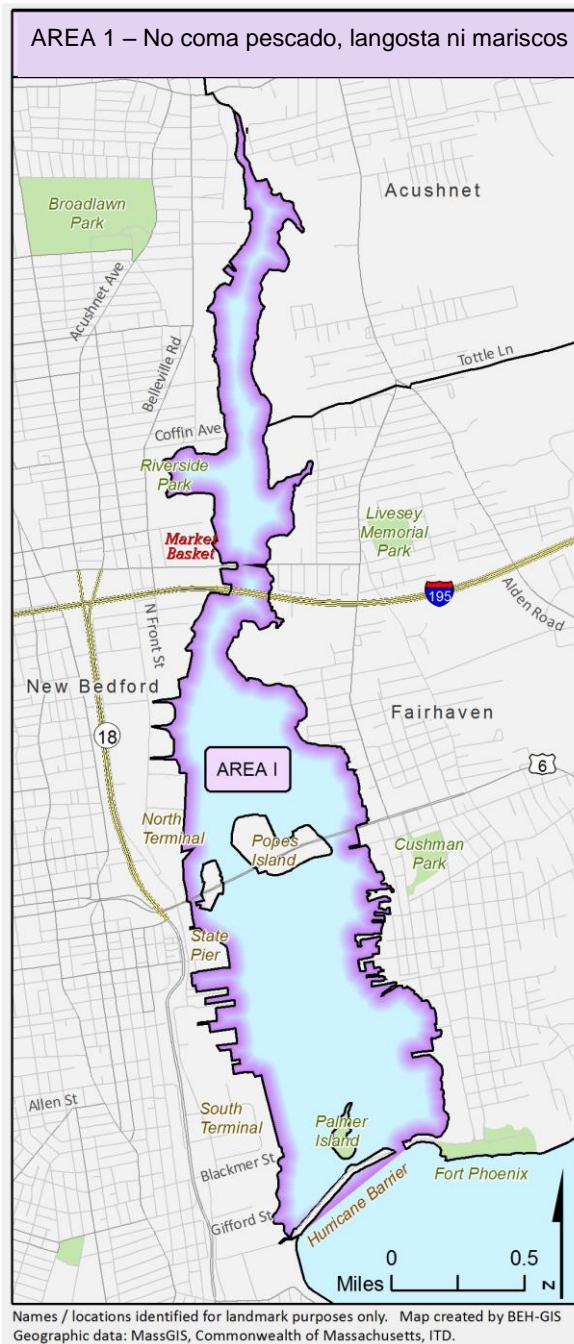 AREA 1 – No coma pescado, langosta ni mariscos
Acushnet
Broadlawn
Park
Acushnet Ave
Belleville Rd
Tottle Ln
Coffin Ave
Riverside
Park
Livesey
Memorial
Park
Market
Basket
195
Alden Road
N Front St
New Bedford
Fairhaven
18
AREA I
6
North
Terminal
Popes
Island
Cushman
Park
State
Pier
Allen St
South
Terminal
Palmer
Island
Blackmer St
Fort Phoenix
Gifford St
Hurricane Barrier
0 0.5
Miles
N
Names / locations identified for landmark purposes only. Map created by BEH-GIS
Geographic data: MassGIS, Commonwealth of Massachusetts, ITD.